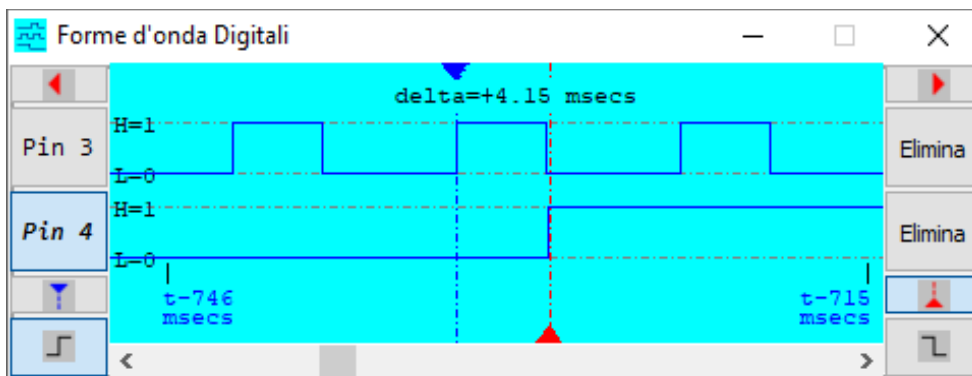 Forme d'onda Digitali
delta=+4.15 msecs
Pin 3
H=1
L=0
Elimina
Pin 4
H=1
L=0
Elimina
t-746
msecs
t-715
msecs